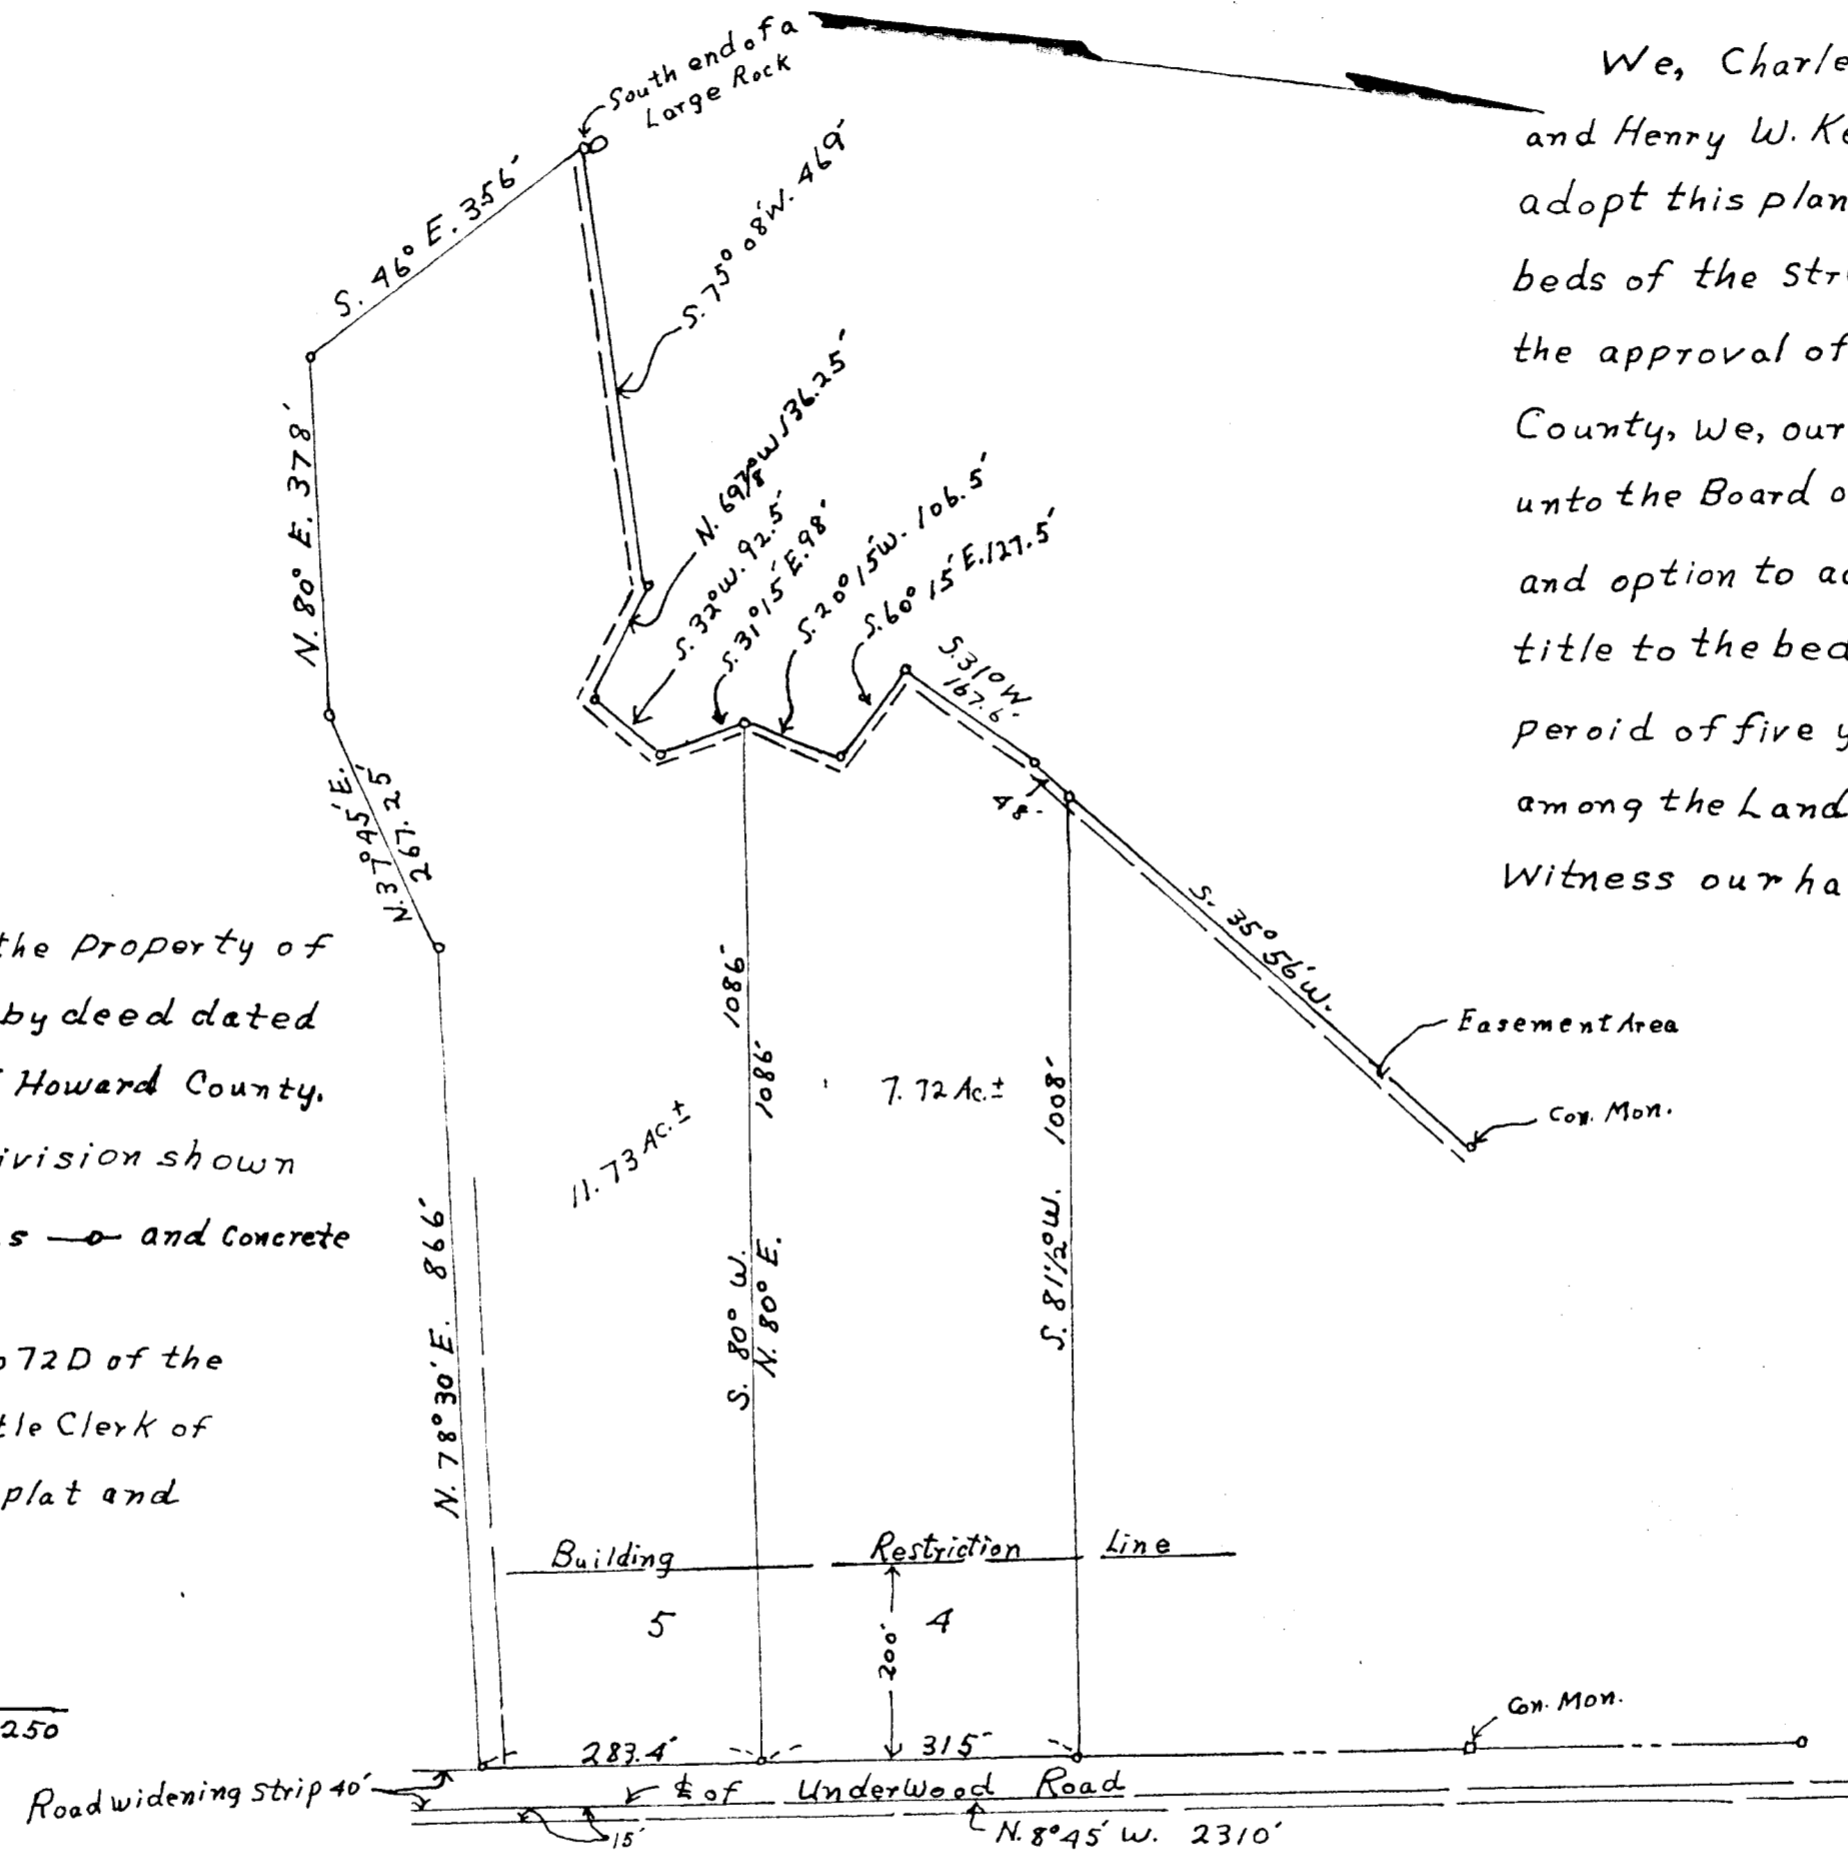 South end of a
Large Rock
We, Charle
and Henry W. Ke
adopt this plan
beds of the Str
the approval of
County, We, our
unto the Board o
and option to ac
title to the bed
peroid of five y
among the Land
Witness our ha
S. 46° E. 356'
S. 75° 08' W. 469'
N. 80° E. 378'
N. 69 7/8° W 136.25'
S. 32° W. 92.5'
S. 31° 15' E. 98'
S. 20° 15' W. 106.5'
S. 60° 15' E. 127.5'
S. 31° W
167.6'
48'
N. 37° 45' E.
267.25
S. 35° 56' W.
Easement Area
Con. Mon.
the Property of
by deed dated
Howard County.
ivision shown
s and Concrete
72D of the
tle Clerk of
plat and
250
1086'
1086'
S. 80° W.
N. 80° E.
1008'
S. 81 1/2° W.
11.73 Ac. ±
7.72 Ac. ±
N. 78° 30' E. 866'
Building Restriction Line
5
4
200'
283.4'
315'
Con. Mon.
Road widening strip 40'
℄ of Underwood Road
15'
N. 8° 45' W. 2310'